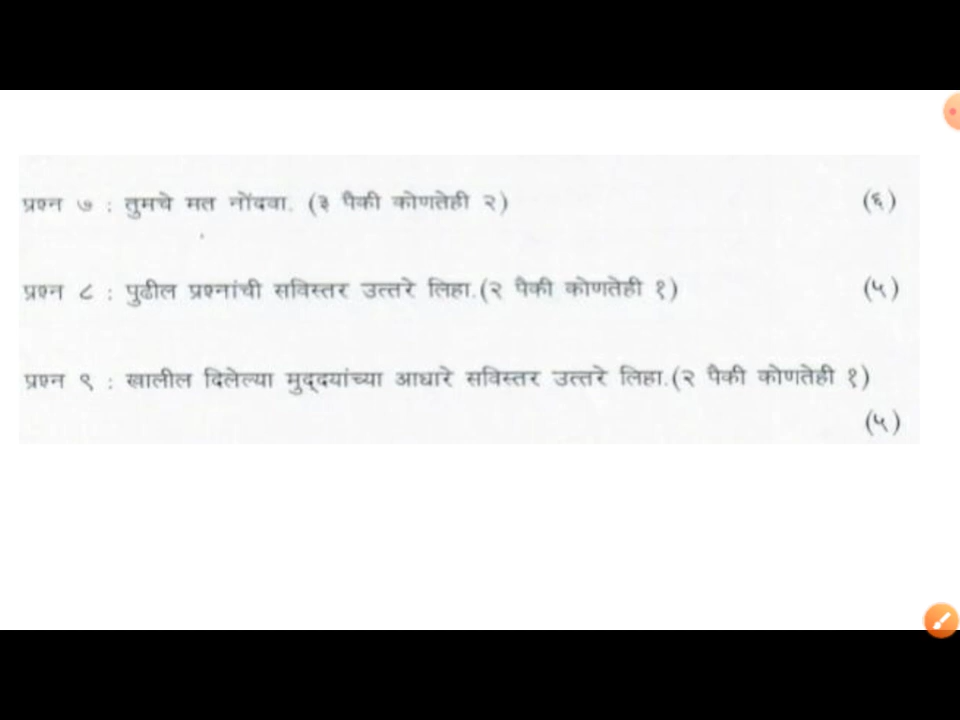 प्रश्न ७ : तुमचे मत नोंदवा. (३ पैकी कोणतेही २) (६)
प्रश्न ८ : पुढील प्रश्नांची सविस्तर उत्तरे लिहा.(२ पैकी कोणतेही १) (५)
प्रश्न ९ : खालील दिलेल्या मुद्दयांच्या आधारे सविस्तर उत्तरे लिहा.(२ पैकी कोणतेही १)
(५)